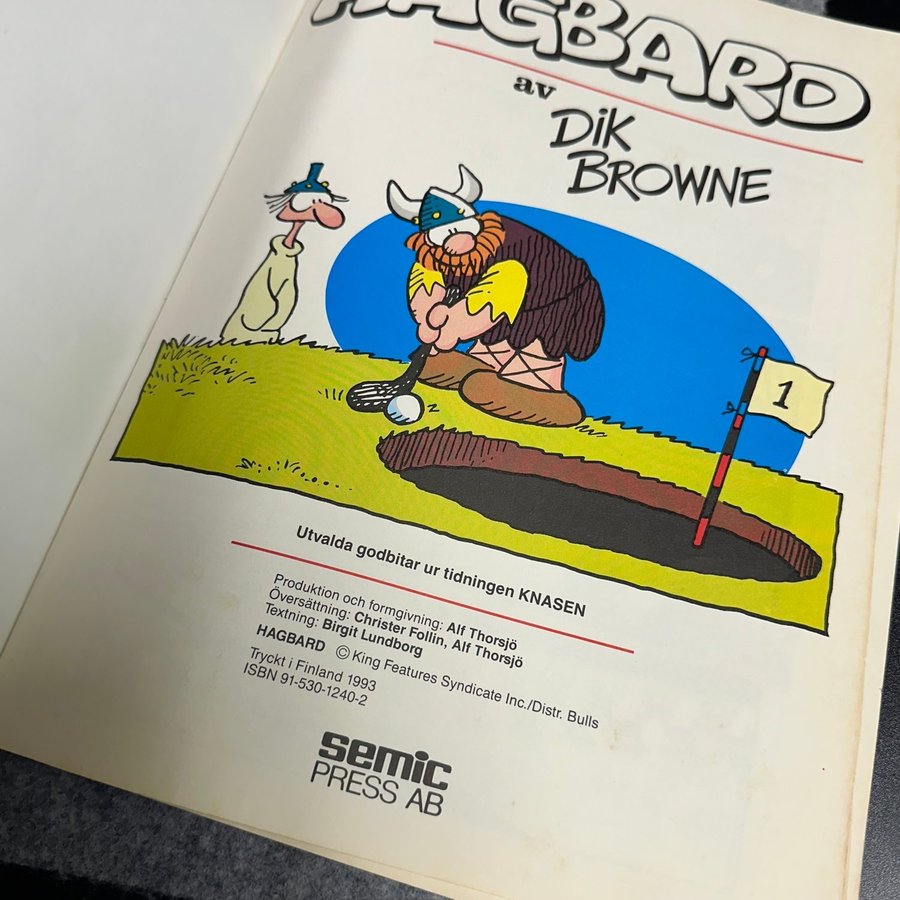 HAGBARD
av
DiK
BROWNE
1
Utvalda godbitar ur tidningen KNASEN
Produktion och formgivning: Alf Thorsjö
Översättning: Christer Follin, Alf Thorsjö
Textning: Birgit Lundborg
HAGBARD © King Features Syndicate Inc./Distr. Bulls
Tryckt i Finland 1993
ISBN 91-530-1240-2
semic
PRESS AB